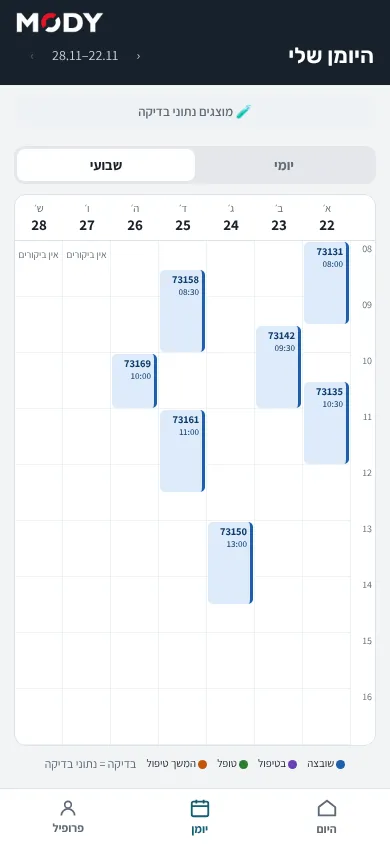 MODY
היומן שלי
22.11–28.11
🧪 מוצגים נתוני בדיקה
יומי
שבועי
א׳ ב׳ ג׳ ד׳ ה׳ ו׳ ש׳
22 23 24 25 26 27 28
אין ביקורים
אין ביקורים
08
73131
08:00
73158
08:30
09
73142
09:30
10
73169
10:00
73135
10:30
11
73161
11:00
12
13
73150
13:00
14
15
16
שובצה
בטיפול
טופל
המשך טיפול
בדיקה = נתוני בדיקה
היום
יומן
פרופיל